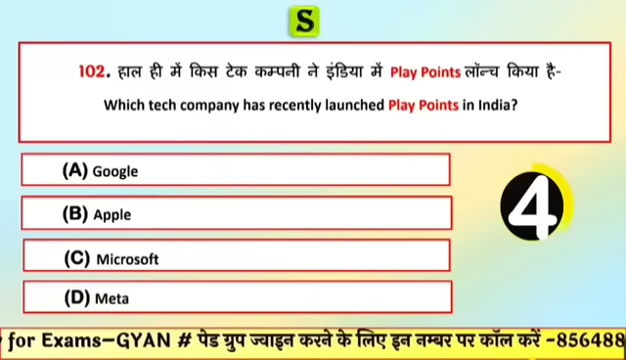 S
102. हाल ही में किस टेक कम्पनी ने इंडिया में Play Points लॉन्च किया है-
Which tech company has recently launched Play Points in India?
(A) Google
(B) Apple
(C) Microsoft
(D) Meta
4
for Exams-GYAN # पेड ग्रुप ज्वाइन करने के लिए इन नम्बर पर कॉल करें -856488